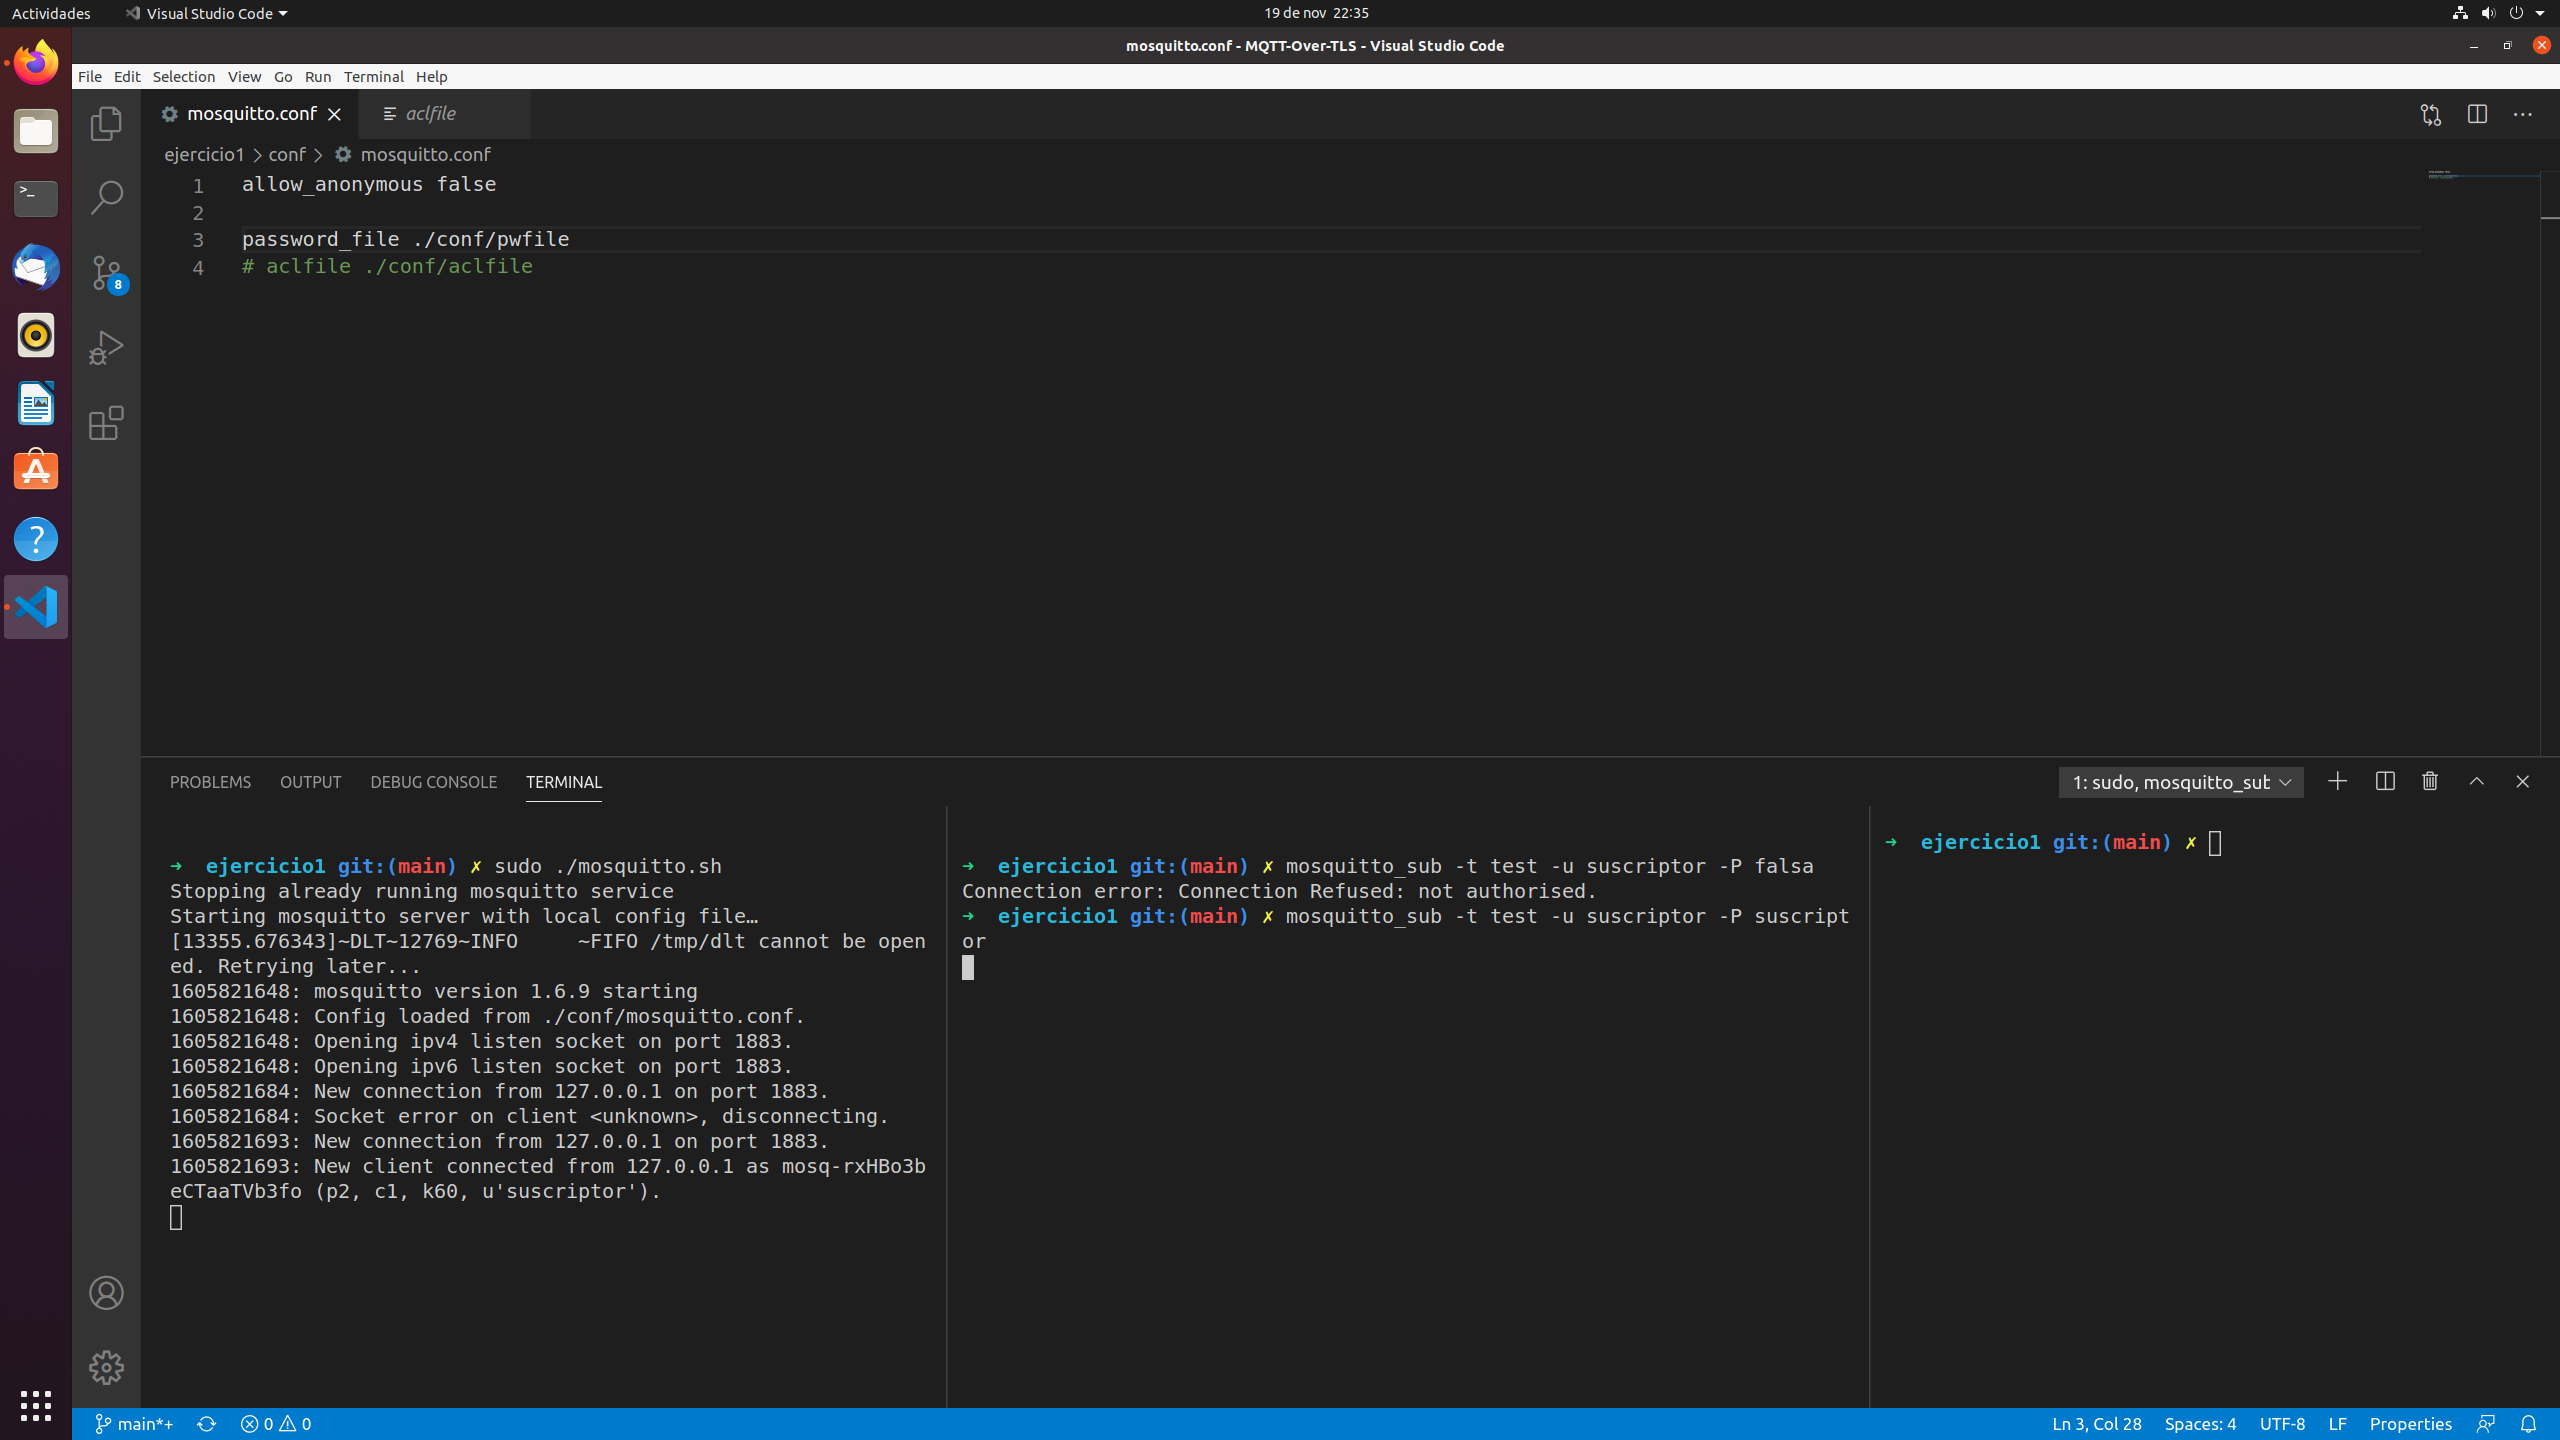 Actividades Visual Studio Code 19 de nov 22:35
mosquitto.conf - MQTT-Over-TLS - Visual Studio Code
File Edit Selection View Go Run Terminal Help
mosquitto.conf aclfile
ejercicio1 > conf > mosquitto.conf
1 allow_anonymous false
2
3 password_file ./conf/pwfile
4 # aclfile ./conf/aclfile
8
PROBLEMS OUTPUT DEBUG CONSOLE TERMINAL 1: sudo, mosquitto_sub
➜ ejercicio1 git:(main) ✗ sudo ./mosquitto.sh
Stopping already running mosquitto service
Starting mosquitto server with local config file…
[13355.676343]~DLT~12769~INFO     ~FIFO /tmp/dlt cannot be open
ed. Retrying later...
1605821648: mosquitto version 1.6.9 starting
1605821648: Config loaded from ./conf/mosquitto.conf.
1605821648: Opening ipv4 listen socket on port 1883.
1605821648: Opening ipv6 listen socket on port 1883.
1605821684: New connection from 127.0.0.1 on port 1883.
1605821684: Socket error on client <unknown>, disconnecting.
1605821693: New connection from 127.0.0.1 on port 1883.
1605821693: New client connected from 127.0.0.1 as mosq-rxHBo3b
eCTaaTVb3fo (p2, c1, k60, u'suscriptor').
➜ ejercicio1 git:(main) ✗ mosquitto_sub -t test -u suscriptor -P falsa
Connection error: Connection Refused: not authorised.
➜ ejercicio1 git:(main) ✗ mosquitto_sub -t test -u suscriptor -P suscript
or
➜ ejercicio1 git:(main) ✗
main*+ 0 0 Ln 3, Col 28 Spaces: 4 UTF-8 LF Properties